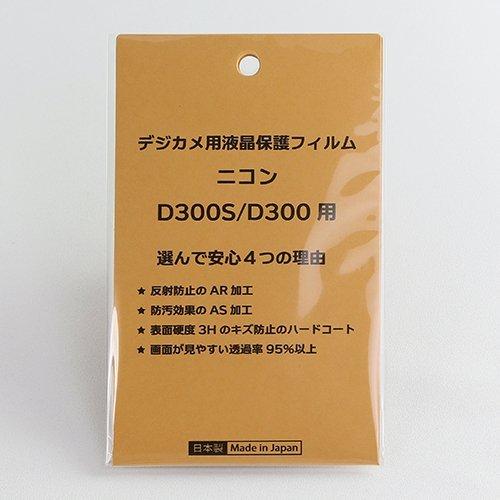 デジカメ用液晶保護フィルム
ニコン
D300S/D300 用
選んで安心4つの理由
★ 反射防止の AR 加工
★ 防汚効果の AS 加工
★ 表面硬度 3H のキズ防止のハードコート
★ 画面が見やすい透過率 95%以上
日本製 Made in Japan